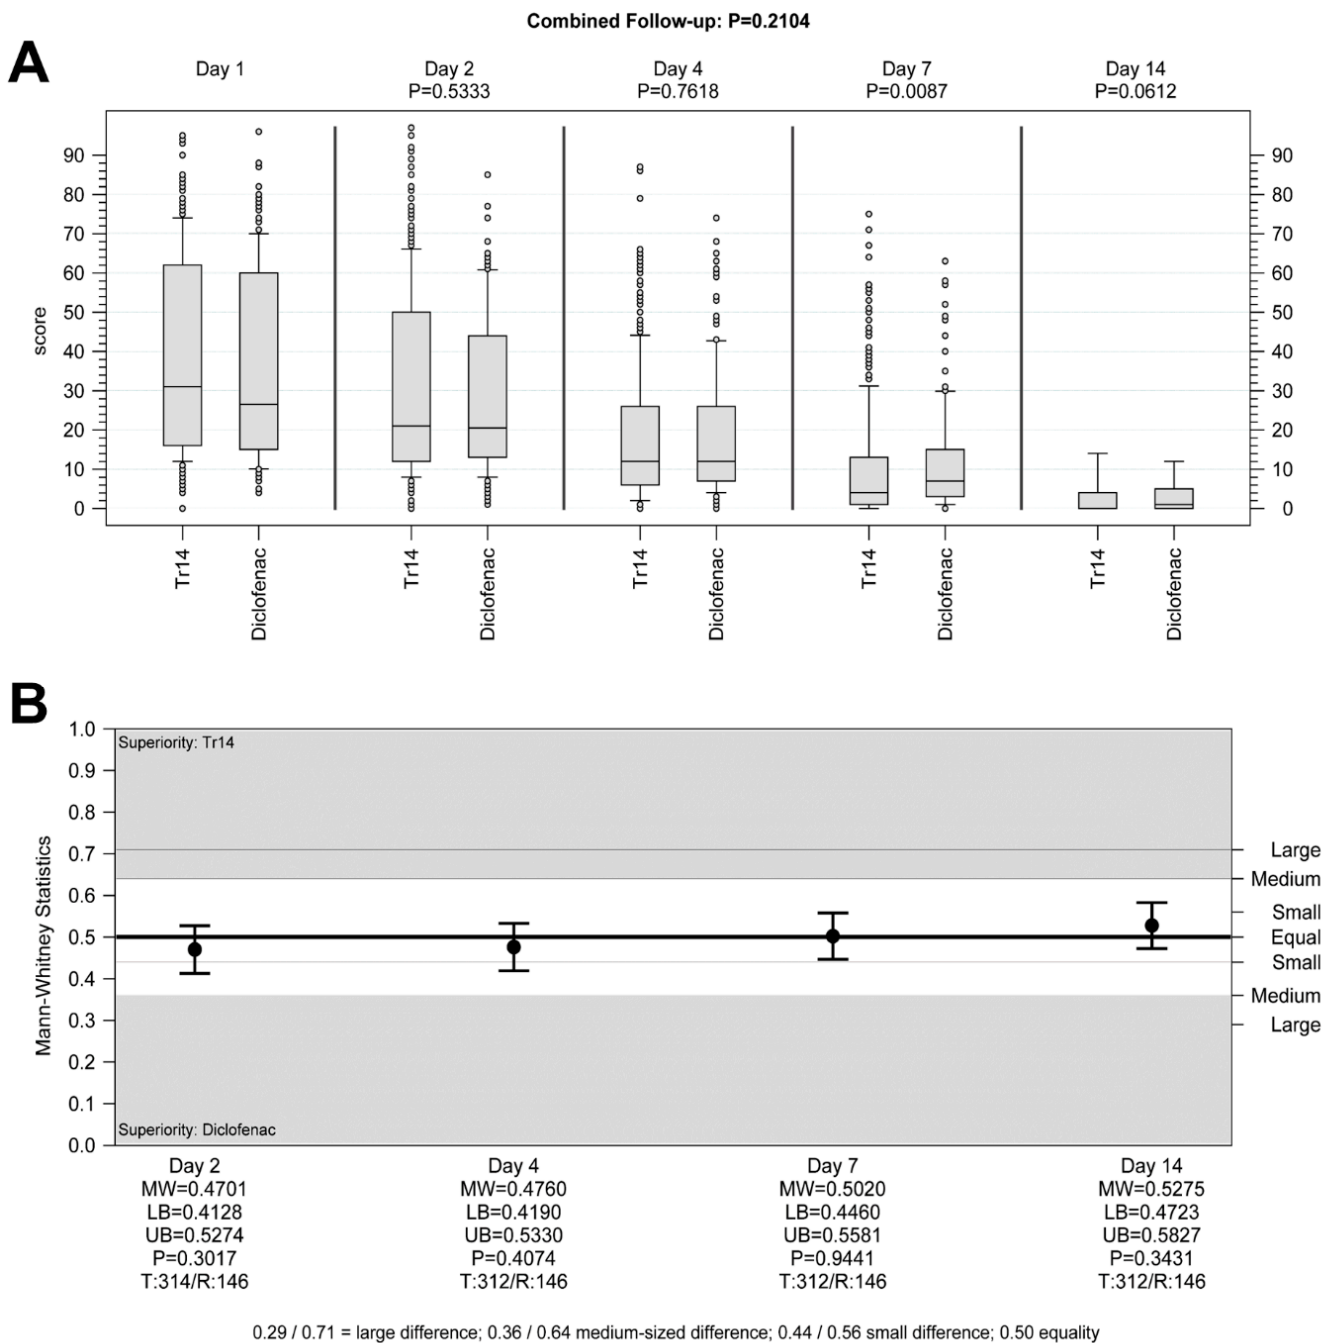 Combined Follow-up: P=0.2104
A
Day 1 Day 2 Day 4 Day 7 Day 14
P=0.5333 P=0.7618 P=0.0087 P=0.0612
score
90 90
80 80
70 70
60 60
50 50
40 40
30 30
20 20
10 10
0 0
Tr14 Diclofenac Tr14 Diclofenac Tr14 Diclofenac Tr14 Diclofenac Tr14 Diclofenac
B
Mann-Whitney Statistics
1.0
Superiority: Tr14
0.9
0.8
0.7 Large
Medium
0.6 Small
0.5 Equal
Small
0.4 Medium
0.3 Large
0.2
0.1
Superiority: Diclofenac
0.0
Day 2 Day 4 Day 7 Day 14
MW=0.4701 MW=0.4760 MW=0.5020 MW=0.5275
LB=0.4128 LB=0.4190 LB=0.4460 LB=0.4723
UB=0.5274 UB=0.5330 UB=0.5581 UB=0.5827
P=0.3017 P=0.4074 P=0.9441 P=0.3431
T:314/R:146 T:312/R:146 T:312/R:146 T:312/R:146
0.29 / 0.71 = large difference; 0.36 / 0.64 medium-sized difference; 0.44 / 0.56 small difference; 0.50 equality